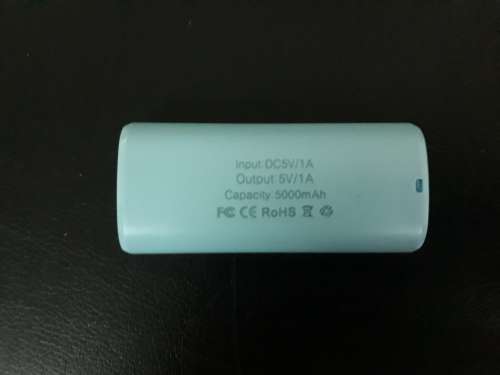 Input:DC5V/1A
Output:5V/1A
Capacity:5000mAh
FC CE RoHS